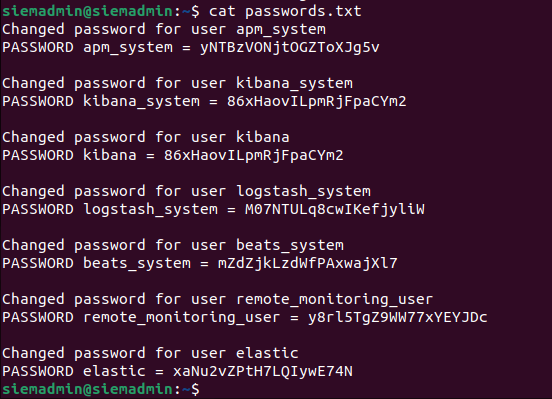 siemadmin@siemadmin:~$ cat passwords.txt
Changed password for user apm_system
PASSWORD apm_system = yNTBzVONjtOGZToXJg5v
Changed password for user kibana_system
PASSWORD kibana_system = 86xHaovILpmRjFpaCYm2
Changed password for user kibana
PASSWORD kibana = 86xHaovILpmRjFpaCYm2
Changed password for user logstash_system
PASSWORD logstash_system = M07NTULq8cwIKefjyliW
Changed password for user beats_system
PASSWORD beats_system = mZdZjkLzdWfPAxwajXl7
Changed password for user remote_monitoring_user
PASSWORD remote_monitoring_user = y8rl5TgZ9WW77xYEYJDc
Changed password for user elastic
PASSWORD elastic = xaNu2vZPtH7LQIywE74N
siemadmin@siemadmin:~$